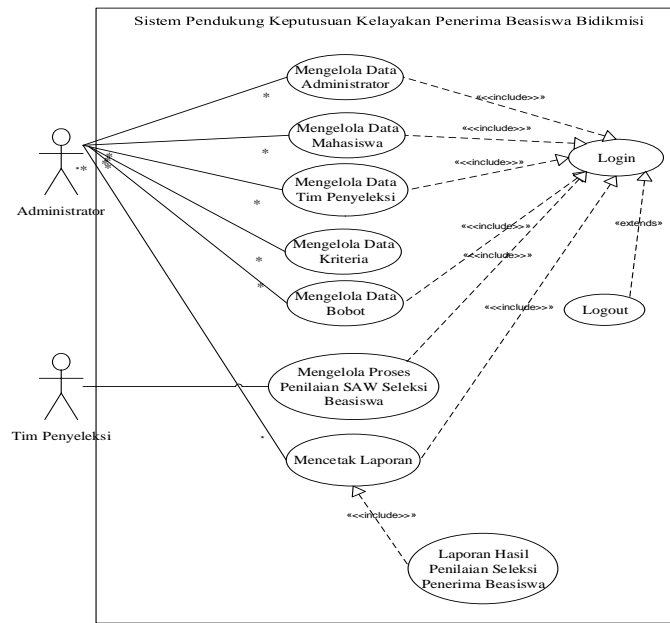 Sistem Pendukung Keputusuan Kelayakan Penerima Beasiswa Bidikmisi
Mengelola Data
Administrator
«<<include>>»
Mengelola Data
Mahasiswa
«<<include>>»
Login
Mengelola Data
Tim Penyeleksi
«<<include>>»
Administrator
Mengelola Data
Kriteria
«<<include>>»
«extends»
Mengelola Data
Bobot
«<<include>>»
«<<include>>»
Logout
Mengelola Proses
Penilaian SAW Seleksi
Beasiswa
Tim Penyeleksi
Mencetak Laporan
«<<include>>»
Laporan Hasil
Penilaian Seleksi
Penerima Beasiswa